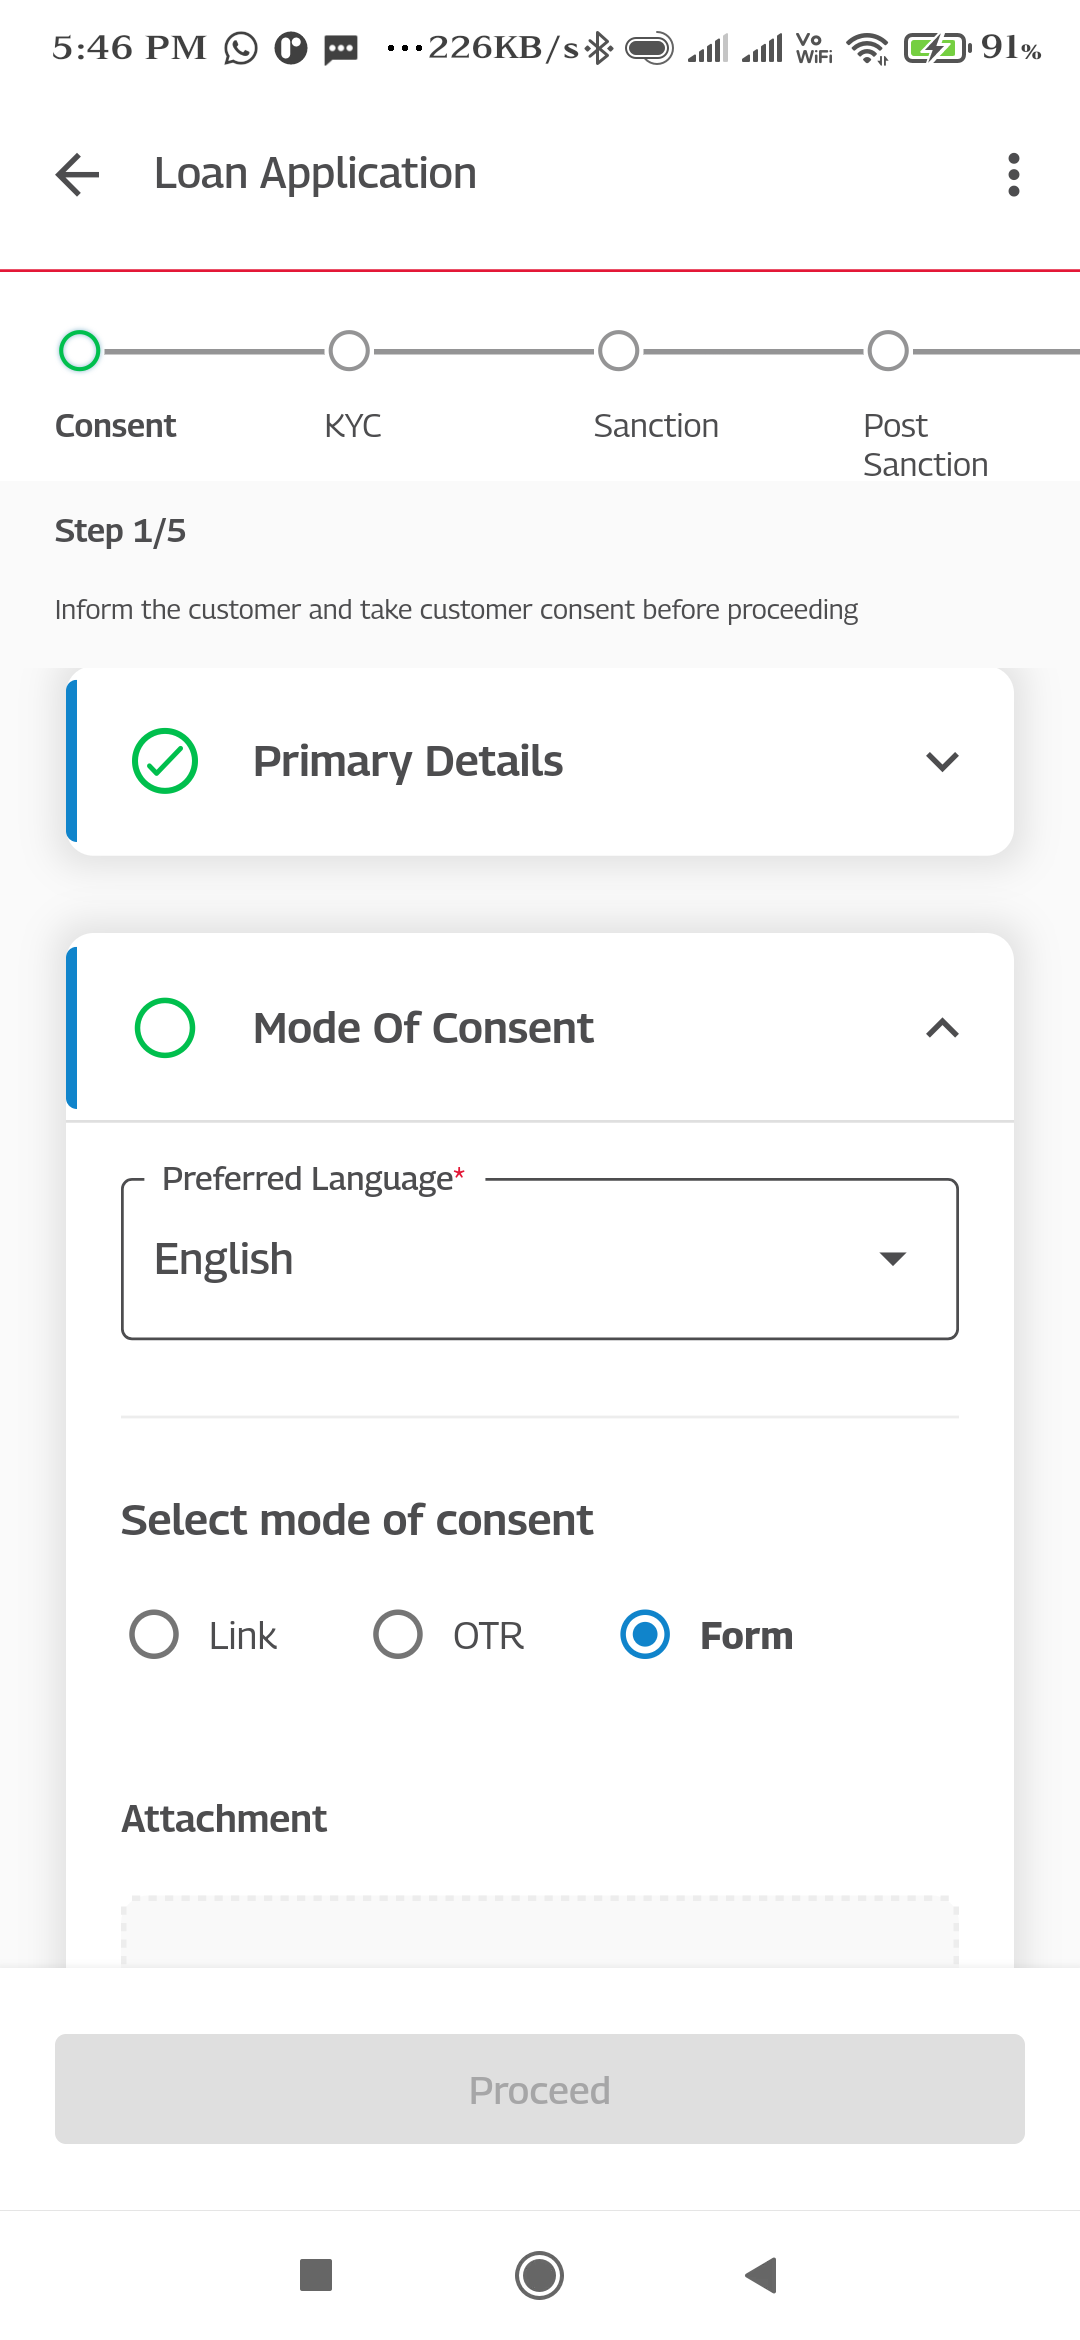 5:46 PM ...226KB/s Vo WiFi 91%
Loan Application
Consent KYC Sanction Post Sanction
Step 1/5
Inform the customer and take customer consent before proceeding
Primary Details
Mode Of Consent
Preferred Language*
English
Select mode of consent
Link OTR Form
Attachment
Proceed